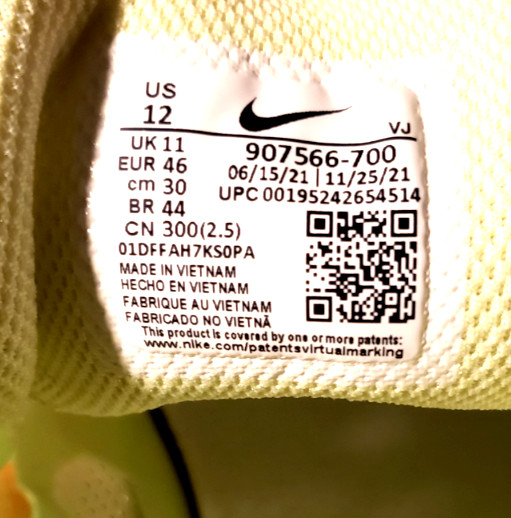 US
12
VJ
UK 11
907566-700
EUR 46
06/15/21 | 11/25/21
cm 30
UPC 00195242654514
BR 44
CN 300(2.5)
01DFFAH7KS0PA
MADE IN VIETNAM
HECHO EN VIETNAM
FABRIQUE AU VIETNAM
FABRICADO NO VIETNÃ
This product is covered by one or more patents:
www.nike.com/patentsvirtualmarking